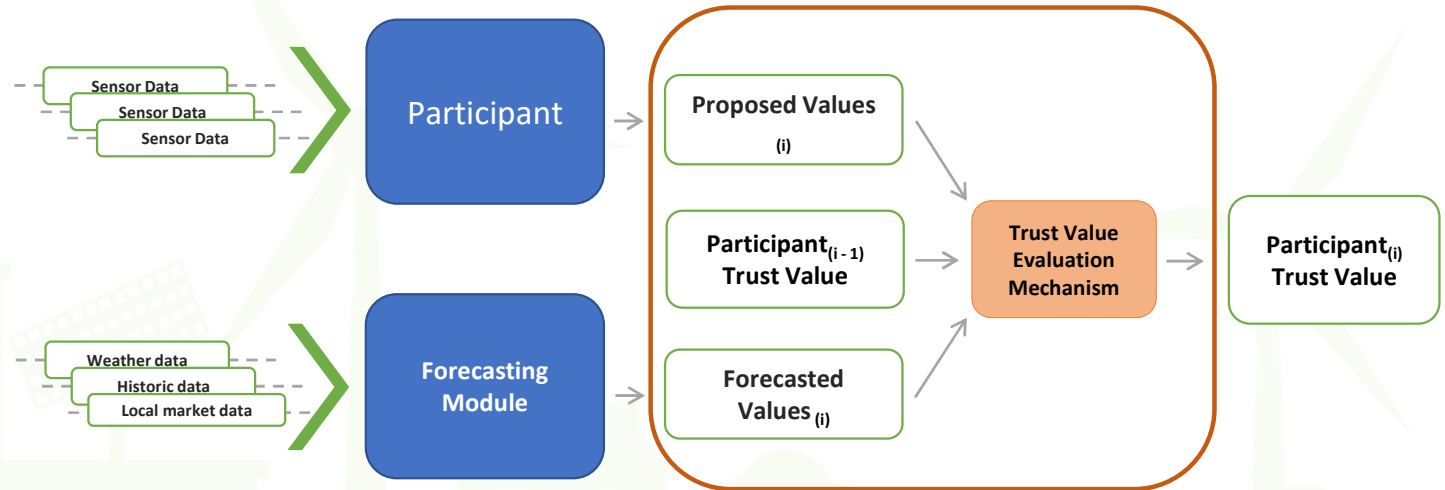 Sensor Data
Sensor Data
Sensor Data
Participant
Proposed Values
(i)
Participant(i - 1)
Trust Value
Trust Value
Evaluation
Mechanism
Participant(i)
Trust Value
Weather data
Historic data
Local market data
Forecasting
Module
Forecasted
Values (i)